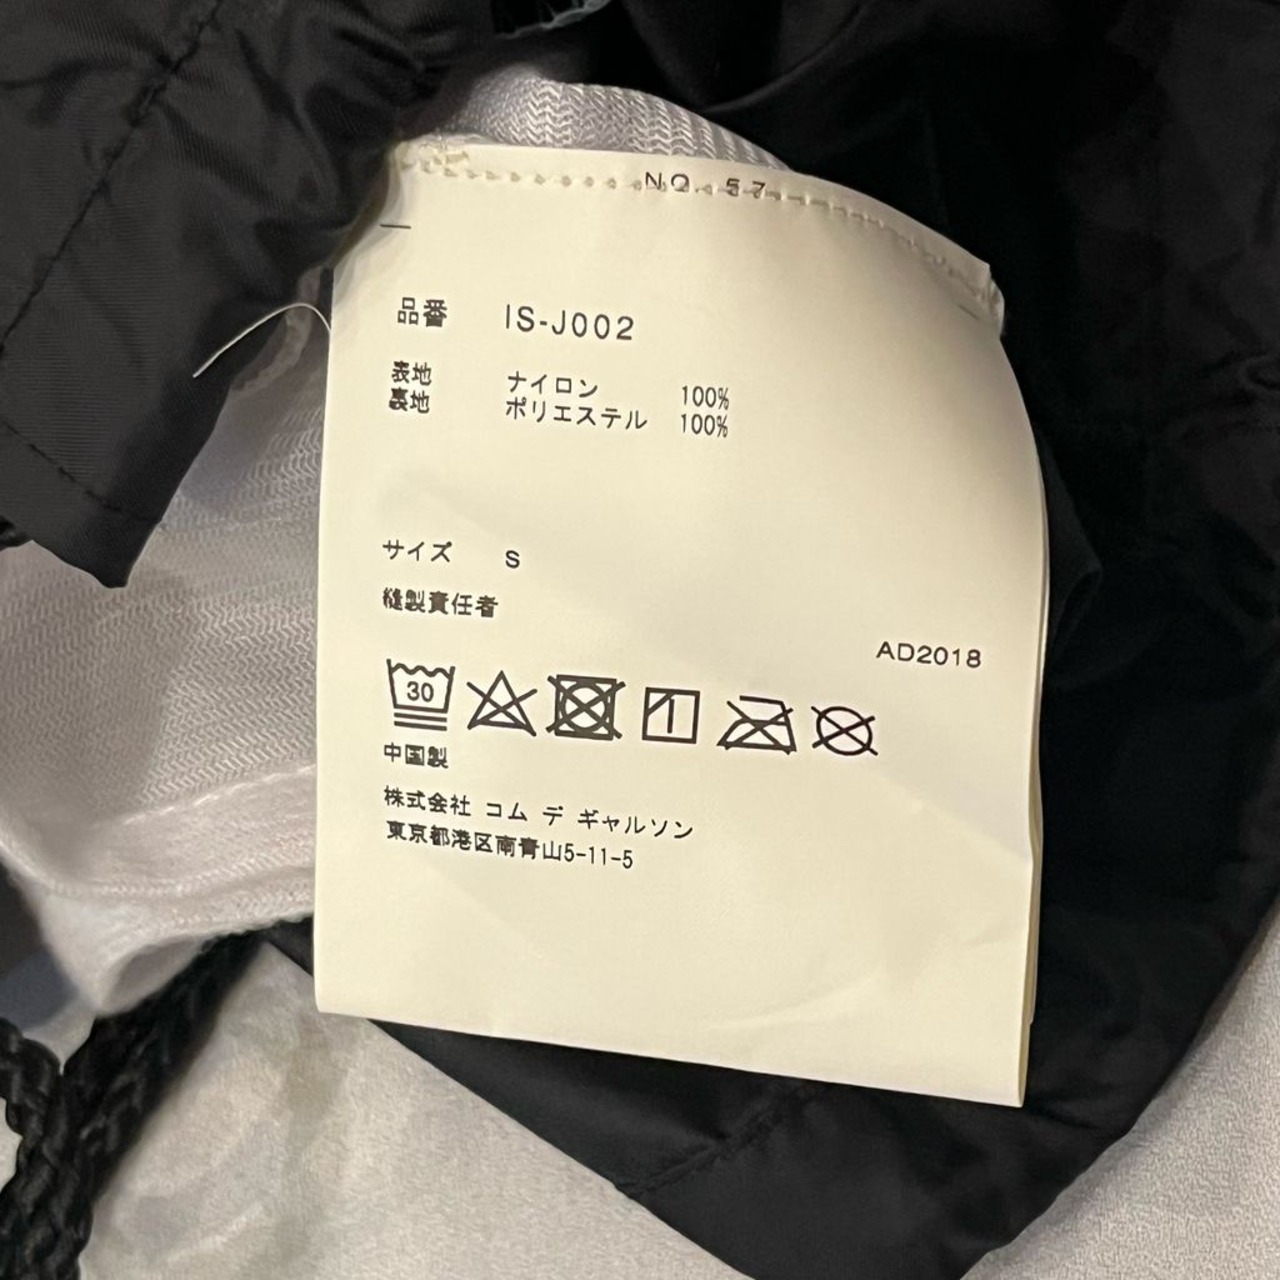 NO. 57
品番 IS-J002
表地 ナイロン 100%
裏地 ポリエステル 100%
サイズ S
縫製責任者
AD2018
30
中国製
株式会社 コム デ ギャルソン
東京都港区南青山5-11-5